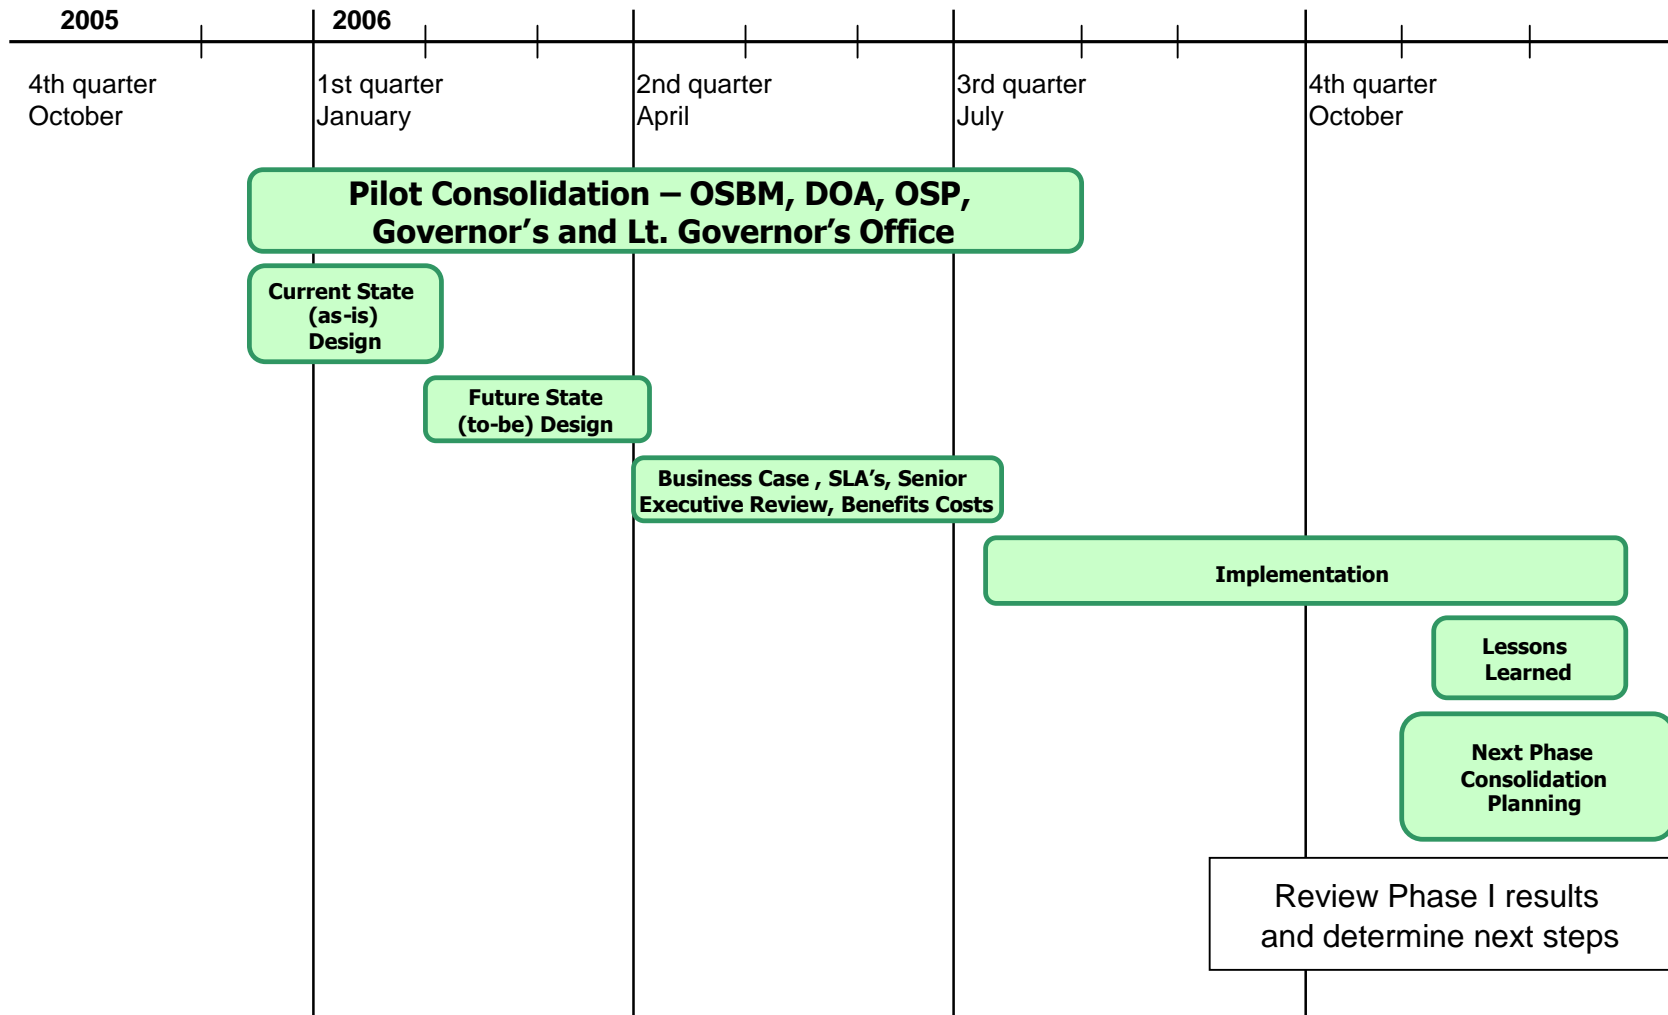 2005
2006
4th quarter
October
1st quarter
January
2nd quarter
April
3rd quarter
July
4th quarter
October
Pilot Consolidation – OSBM, DOA, OSP,
Governor’s and Lt. Governor’s Office
Current State
(as-is)
Design
Future State
(to-be) Design
Business Case , SLA’s, Senior
Executive Review, Benefits Costs
Implementation
Lessons
Learned
Next Phase
Consolidation
Planning
Review Phase I results
and determine next steps